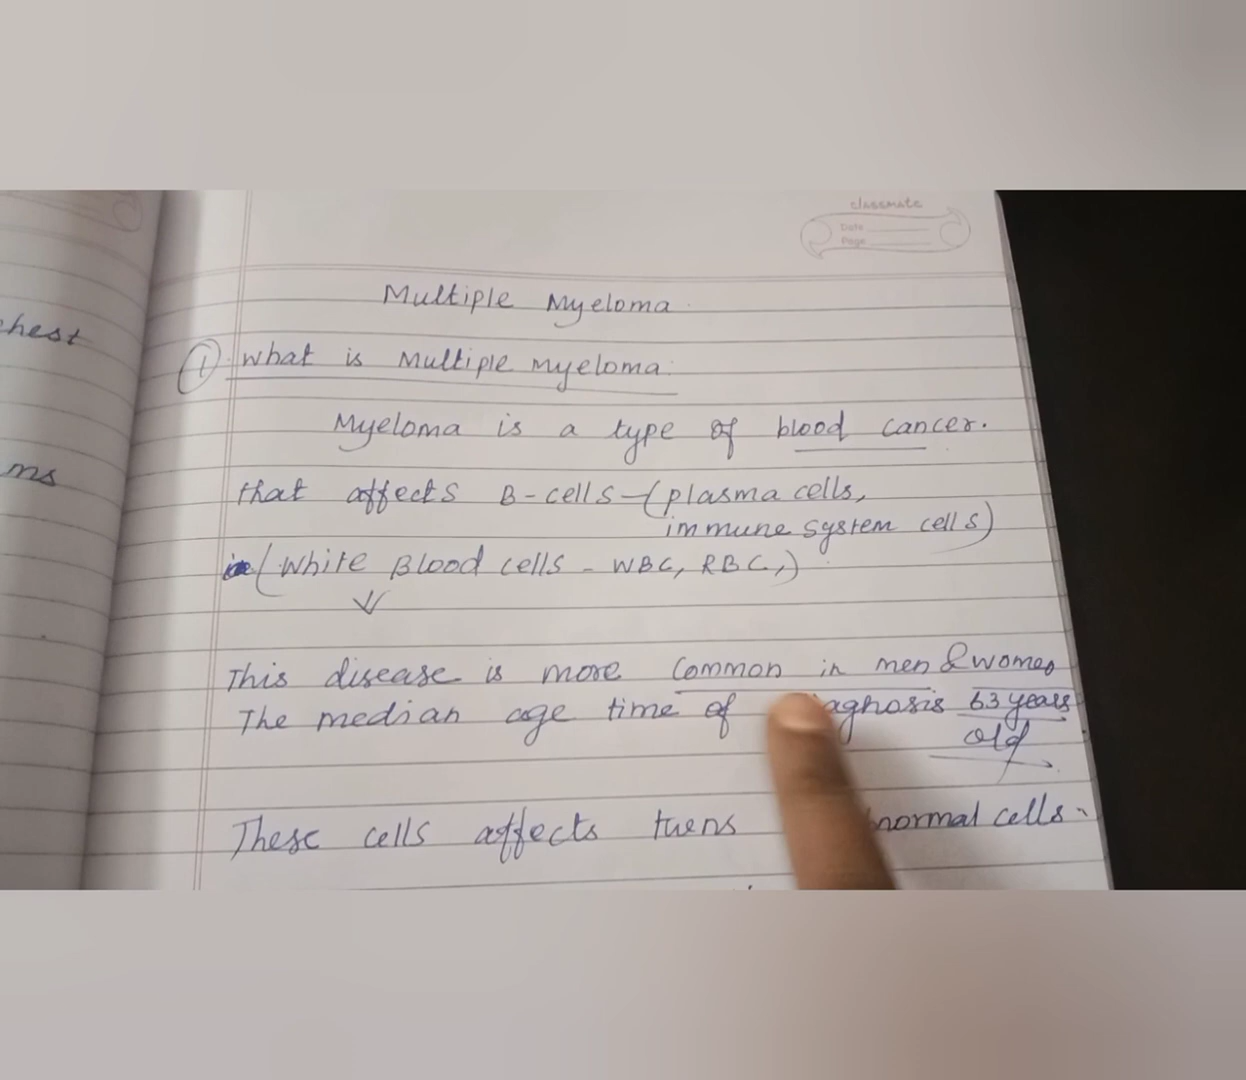 classmate
Date
Page
chest
ms
Multiple Myeloma
① What is Multiple Myeloma:
Myeloma is a type of blood cancer.
that affects B-cells-(plasma cells,
immune system cells)
(White Blood cells - WBC, RBC,)
This disease is more Common in men & women
The median age time of agnosis 63 years
old
These cells affects turns normal cells.